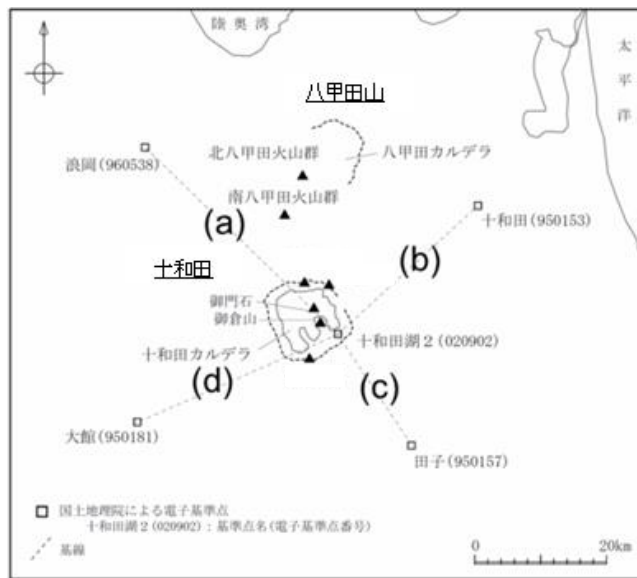 陸奥湾
太平洋
八甲田山
北八甲田火山群
八甲田カルデラ
浪岡(960538)
南八甲田火山群
十和田(950153)
(a)
(b)
十和田
御門石
御倉山
十和田湖2(020902)
十和田カルデラ
(d)
(c)
大館(950181)
田子(950157)
国土地理院による電子基準点
十和田湖2(020902):基準点名(電子基準点番号)
基線
0
20km